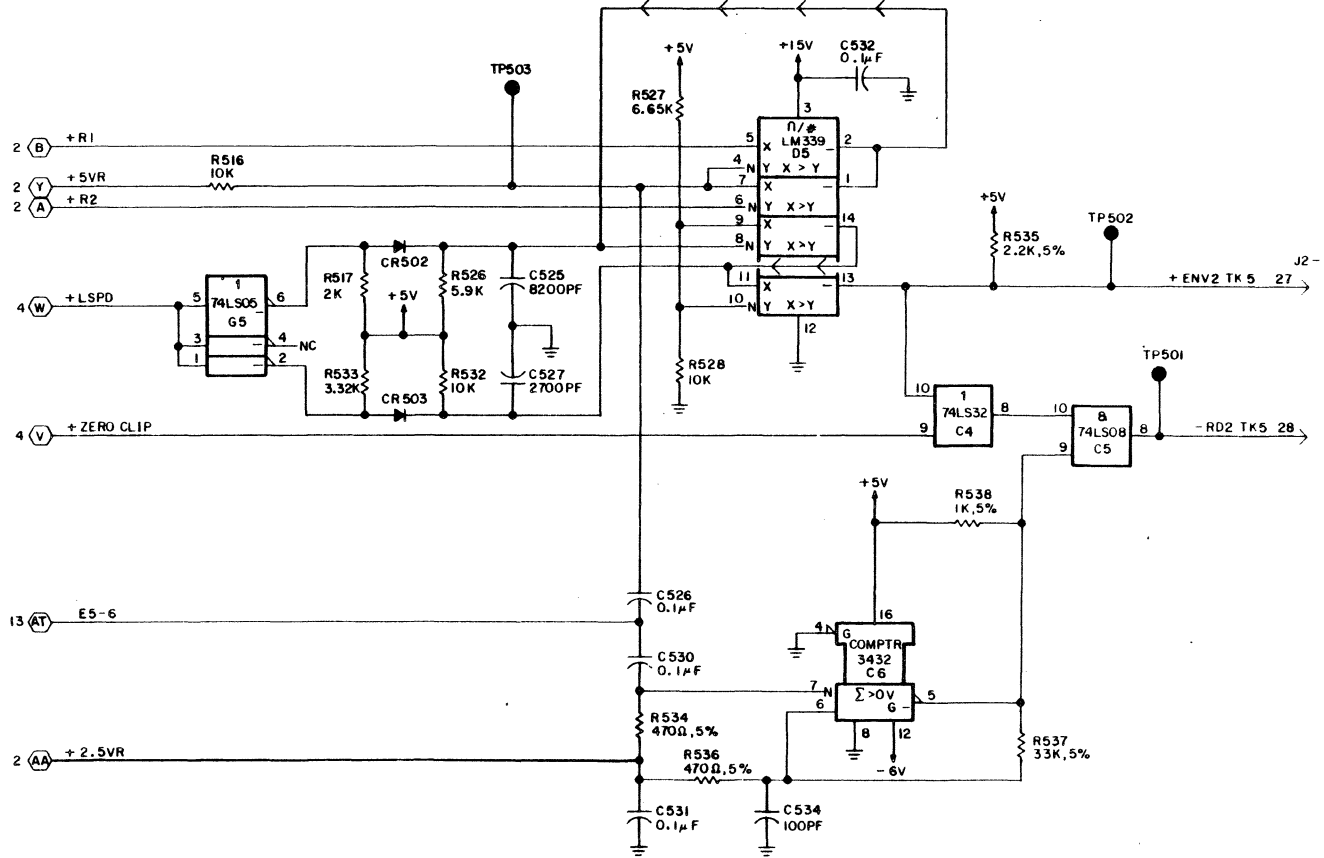 +5V
+15V
C532
0.1µF
TP503
R527
6.65K
3
2 B +R1
5 X
∩/#
LM339
D5
– 2
R516
10K
4 N Y X > Y
2 Y +5VR
7 X – 1
2 A +R2
6 N Y X>Y
9 X – 14
8 N Y X>Y
+5V
R535
2.2K,5%
TP502
J2-
CR502
R517
2K
R526
5.9K
C525
8200PF
+5V
11 X – 13
10 N Y X>Y
12
+ENV2 TK5 27
4 W +LSPD
5 1 6
74LS05 –
G5
3 – 4 NC
1 – 2
R533
3.32K
R532
10K
C527
2700PF
CR503
R528
10K
TP501
10 1
74LS32 8
9 C4
10 &
74LS08 8
9 C5
4 V +ZERO CLIP
-RD2 TK5 28
+5V
R538
1K,5%
C526
0.1µF
13 AT E5-6
16
4 G
COMPTR
3432
C6
C530
0.1µF
7 N Σ>0V
6 G – 5
8 12
-6V
R534
470Ω,5%
R537
33K,5%
2 AA +2.5VR
R536
470Ω,5%
C531
0.1µF
C534
100PF